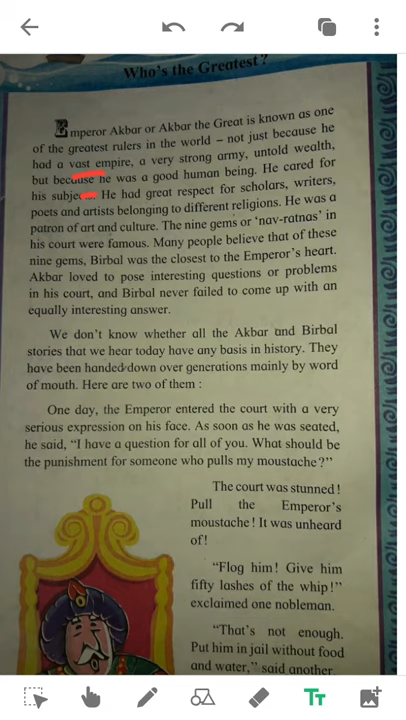 Who's the Greatest?
Emperor Akbar or Akbar the Great is known as one
of the greatest rulers in the world – not just because he
had a vast empire, a very strong army, untold wealth,
but because he was a good human being. He cared for
his subjec He had great respect for scholars, writers,
poets and artists belonging to different religions. He was a
patron of art and culture. The nine gems or 'nav-ratnas' in
his court were famous. Many people believe that of these
nine gems, Birbal was the closest to the Emperor's heart.
Akbar loved to pose interesting questions or problems
in his court, and Birbal never failed to come up with an
equally interesting answer.
We don't know whether all the Akbar and Birbal
stories that we hear today have any basis in history. They
have been handed down over generations mainly by word
of mouth. Here are two of them :
One day, the Emperor entered the court with a very
serious expression on his face. As soon as he was seated,
he said, “I have a question for all of you. What should be
the punishment for someone who pulls my moustache?”
The court was stunned!
Pull the Emperor's
moustache! It was unheard
of!
“Flog him! Give him
fifty lashes of the whip!”
exclaimed one nobleman.
“That's not enough.
Put him in jail without food
and water,” said another
TT